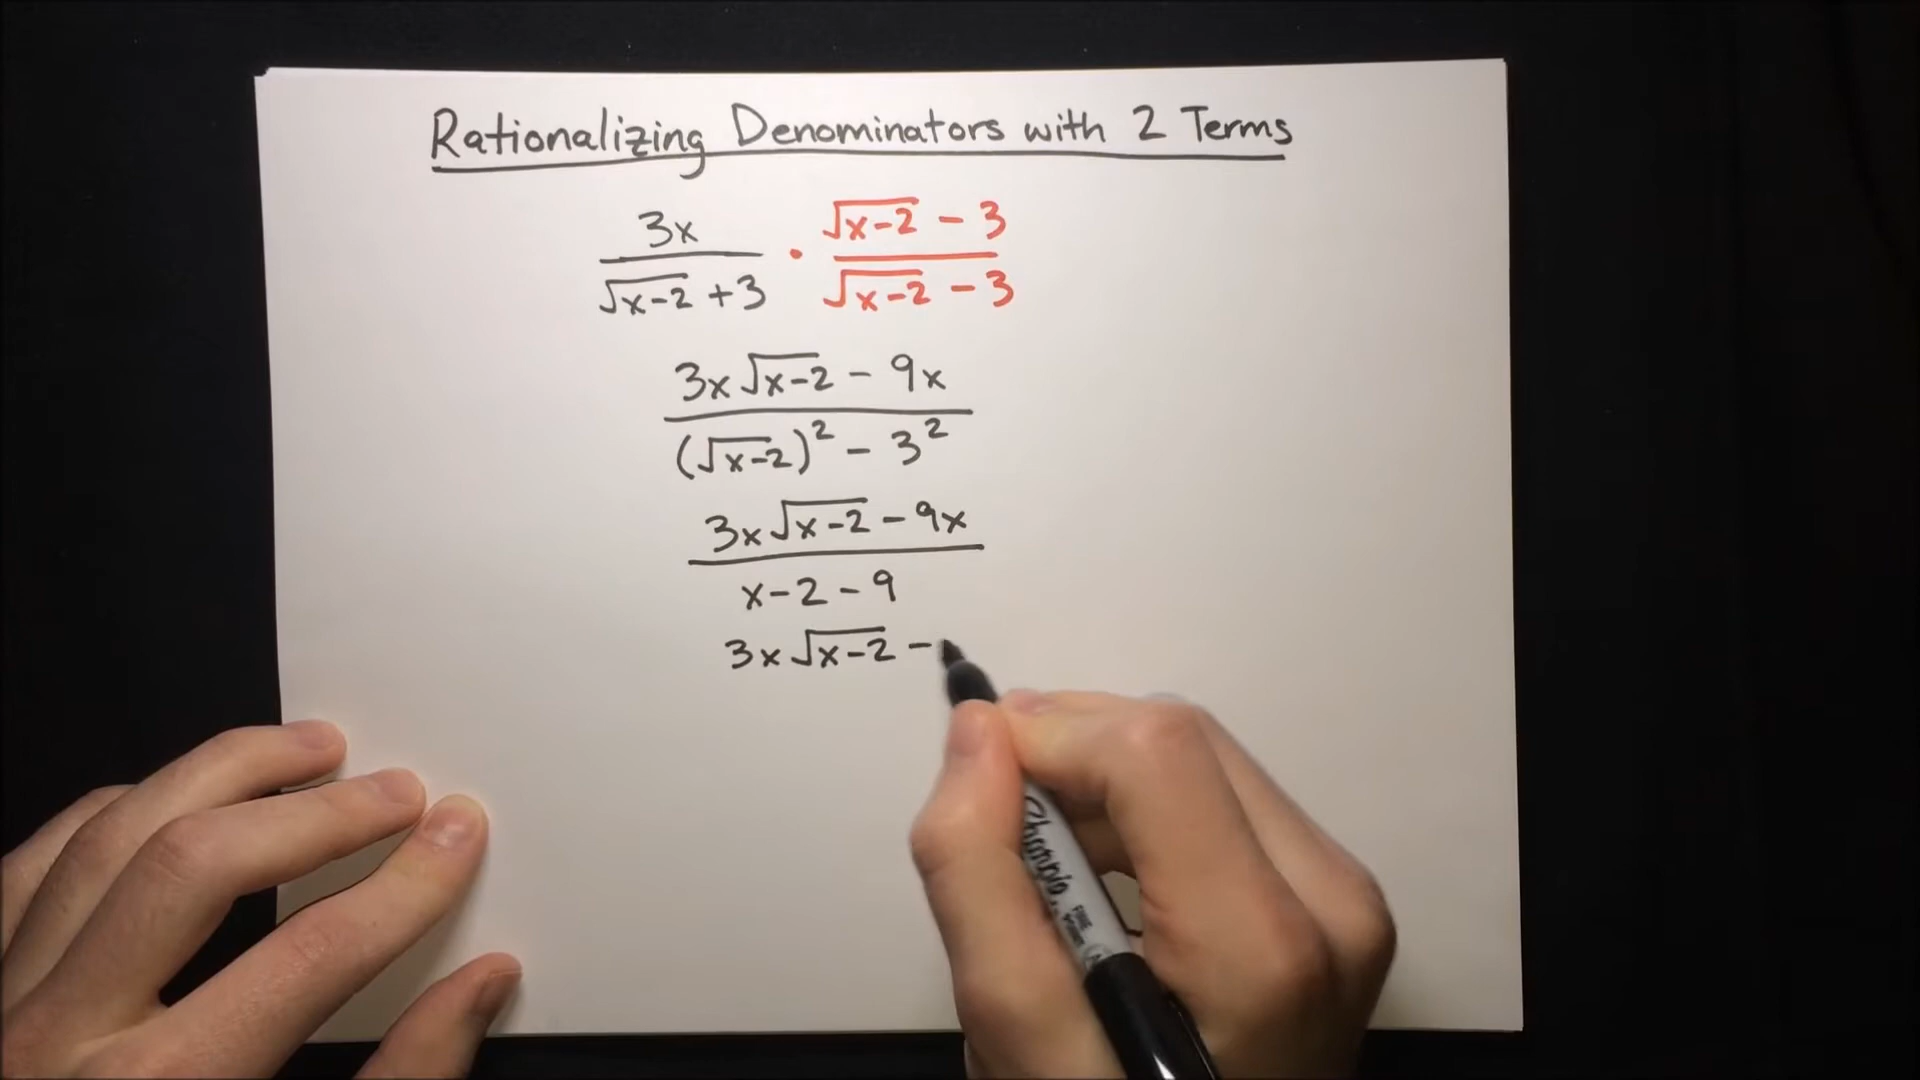 Rationalizing Denominators with 2 Terms
3x / (√(x-2) +3) · (√(x-2) - 3) / (√(x-2) - 3)
3x√(x-2) - 9x
(√(x-2))² - 3²
3x√(x-2) - 9x
x-2-9
3x√(x-2) -
Sharpie
FINE